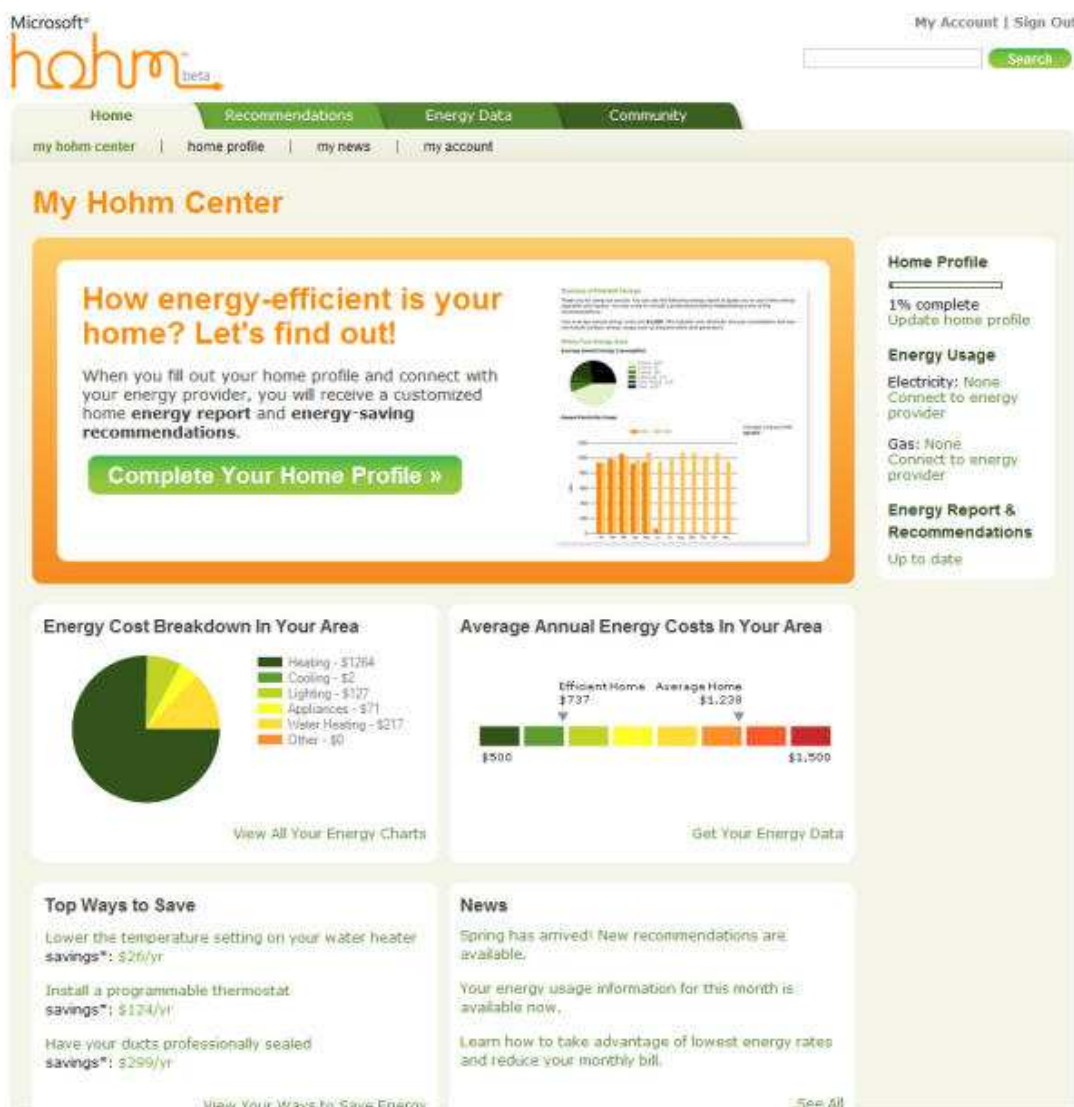 Microsoft®
hohm™
beta
My Account | Sign Out
Search
Home
Recommendations
Energy Data
Community
my hohm center | home profile | my news | my account
My Hohm Center
How energy-efficient is your
home? Let's find out!
When you fill out your home profile and connect with
your energy provider, you will receive a customized
home energy report and energy-saving
recommendations.
Complete Your Home Profile »
Home Profile
1% complete
Update home profile
Energy Usage
Electricity: None
Connect to energy
provider
Gas: None
Connect to energy
provider
Energy Report &
Recommendations
Up to date
Energy Cost Breakdown In Your Area
Heating - $1264
Cooling - $2
Lighting - $127
Appliances - $71
Water Heating - $217
Other - $0
View All Your Energy Charts
Average Annual Energy Costs In Your Area
Efficient Home Average Home
$737 $1,238
$500 $1,500
Get Your Energy Data
Top Ways to Save
Lower the temperature setting on your water heater
savings*: $26/yr
Install a programmable thermostat
savings*: $124/yr
Have your ducts professionally sealed
savings*: $299/yr
View Your Ways to Save Energy
News
Spring has arrived! New recommendations are
available.
Your energy usage information for this month is
available now.
Learn how to take advantage of lowest energy rates
and reduce your monthly bill.
See All